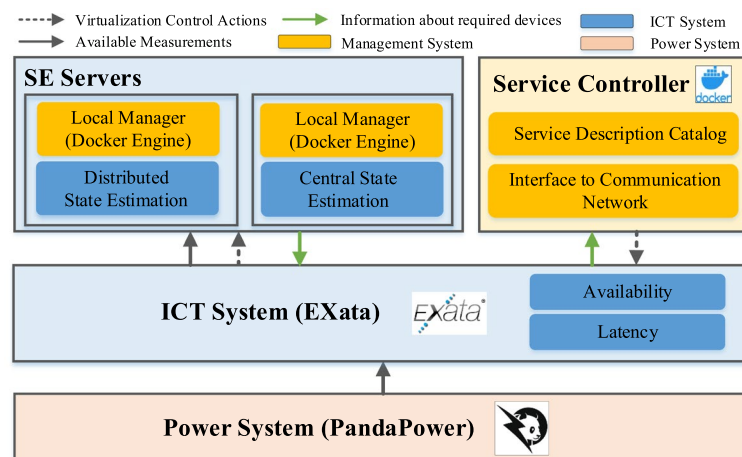 Virtualization Control Actions
Information about required devices
ICT System
Available Measurements
Management System
Power System
SE Servers
Local Manager
(Docker Engine)
Distributed
State Estimation
Local Manager
(Docker Engine)
Central State
Estimation
Service Controller
docker
Service Description Catalog
Interface to Communication
Network
ICT System (EXata)
EXata®
Availability
Latency
Power System (PandaPower)